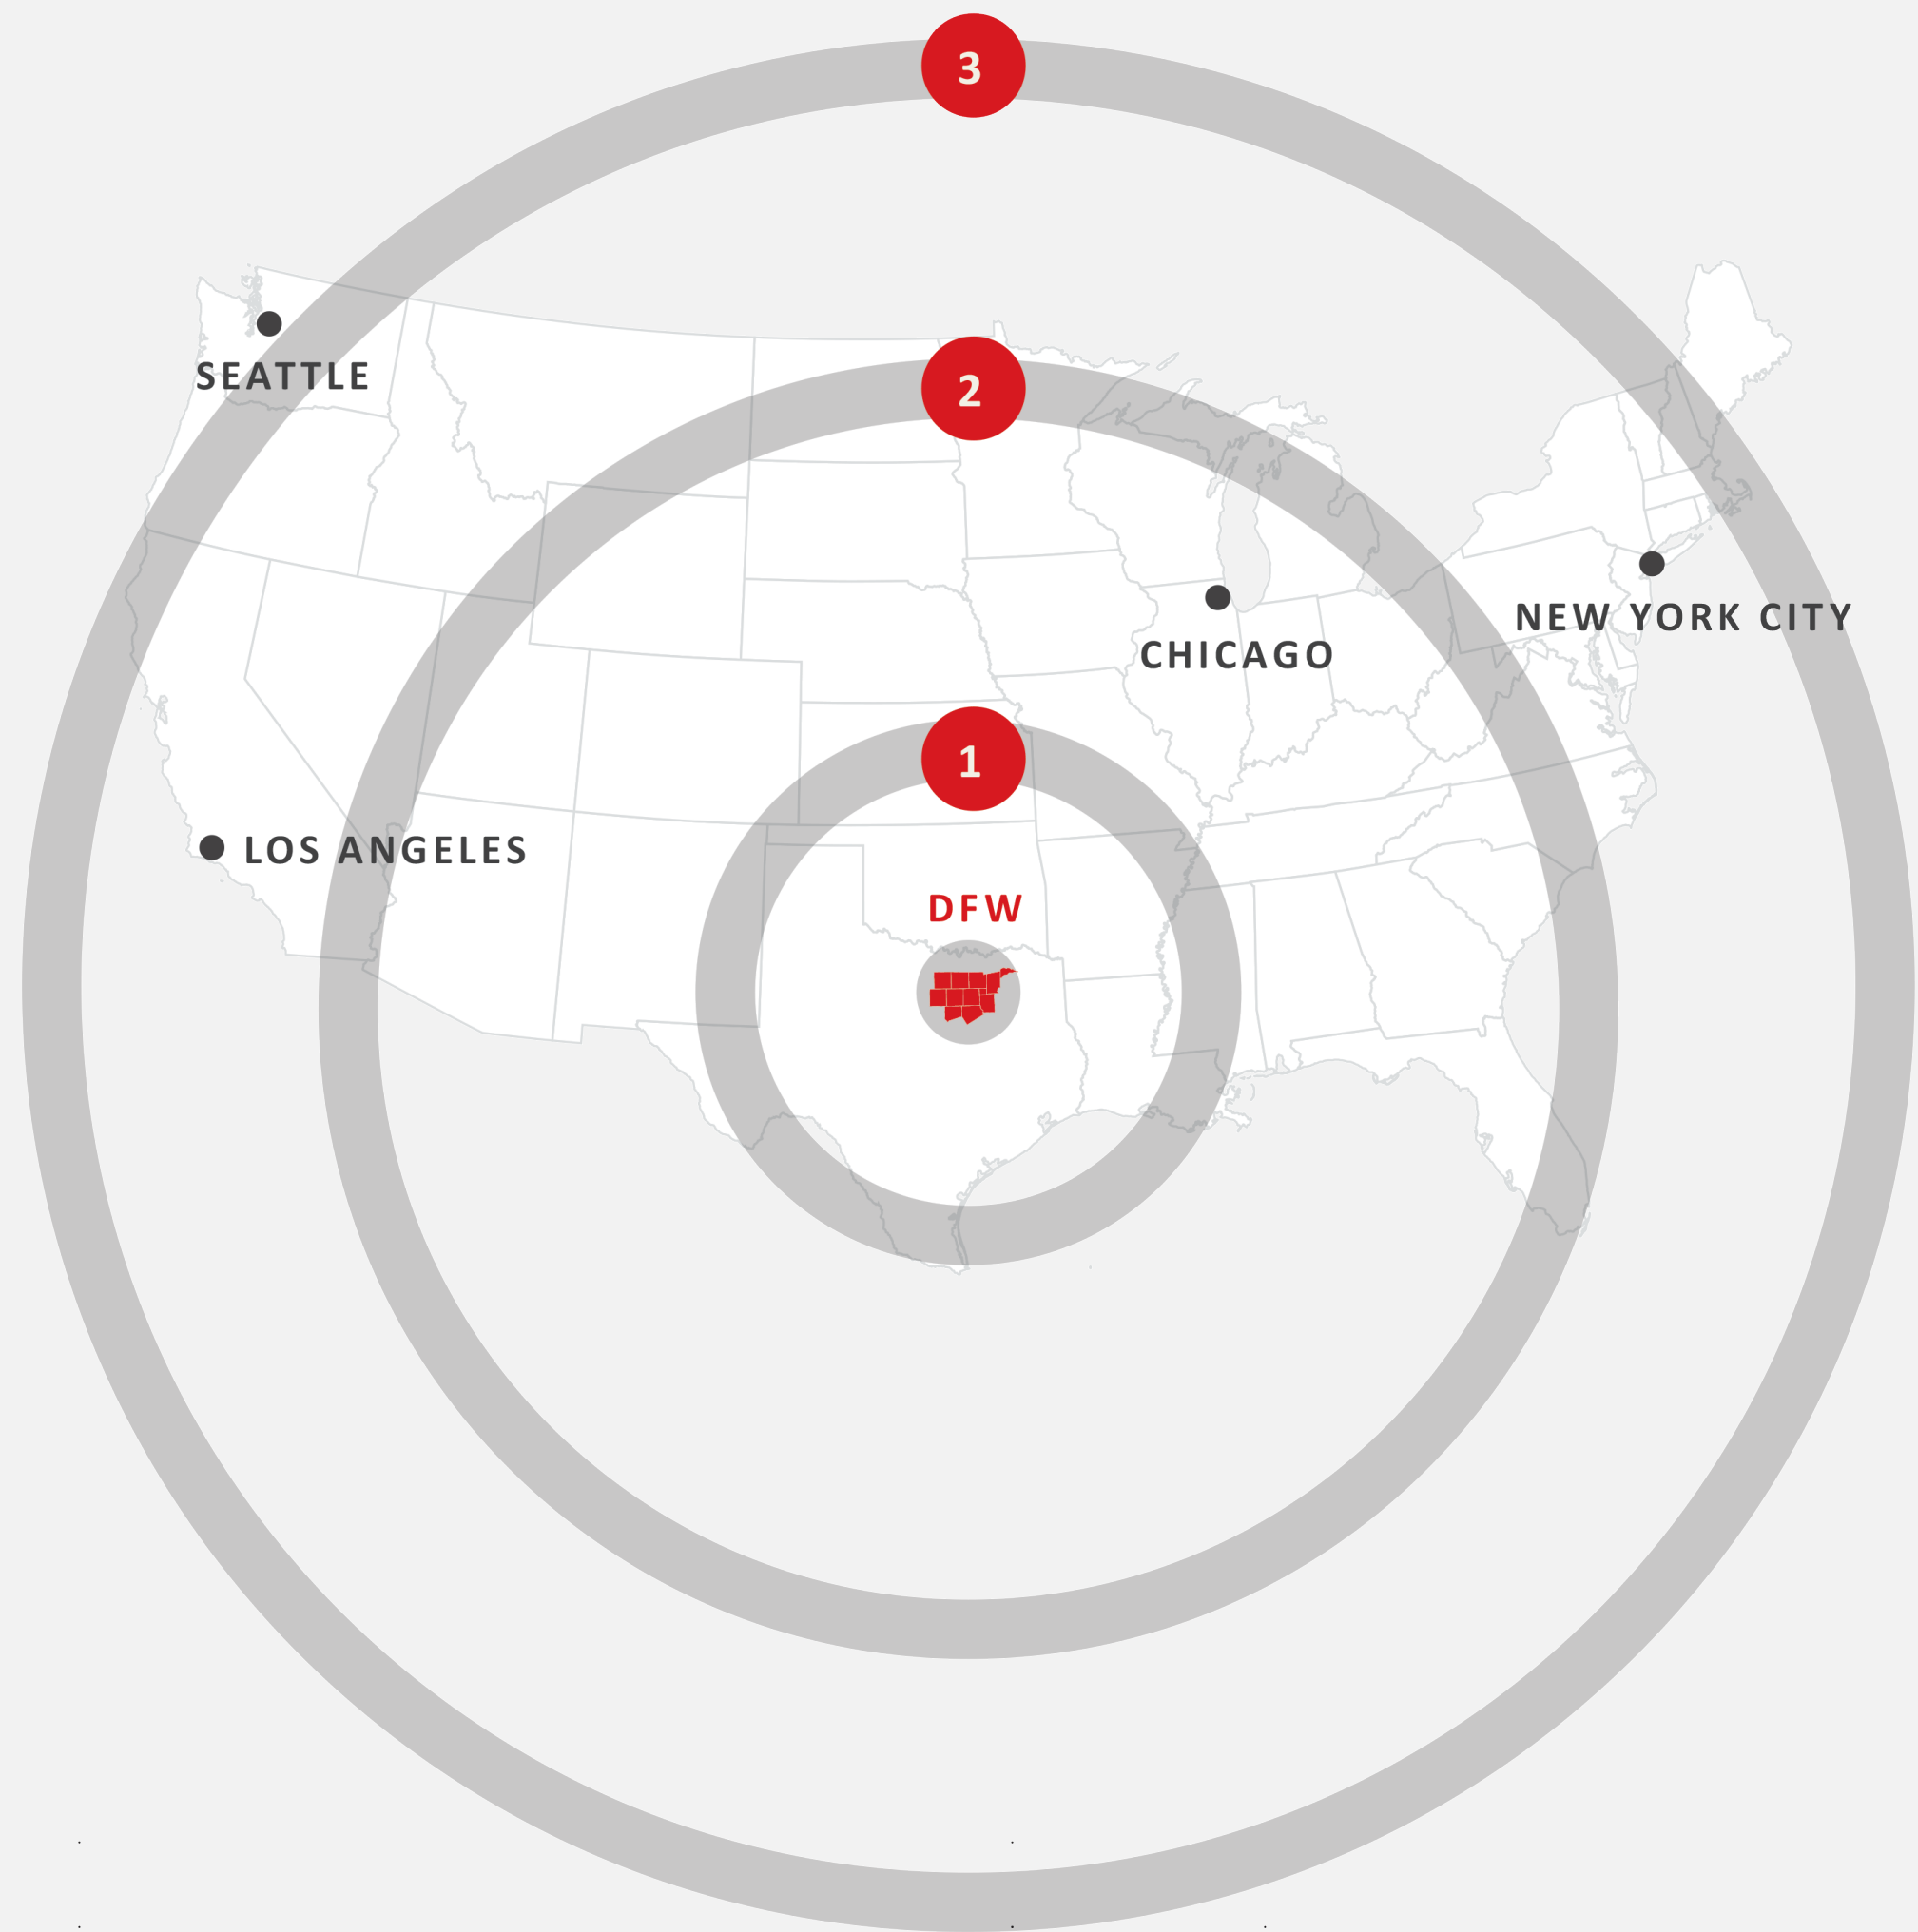 3
SEATTLE
2
NEW YORK CITY
CHICAGO
1
LOS ANGELES
DFW